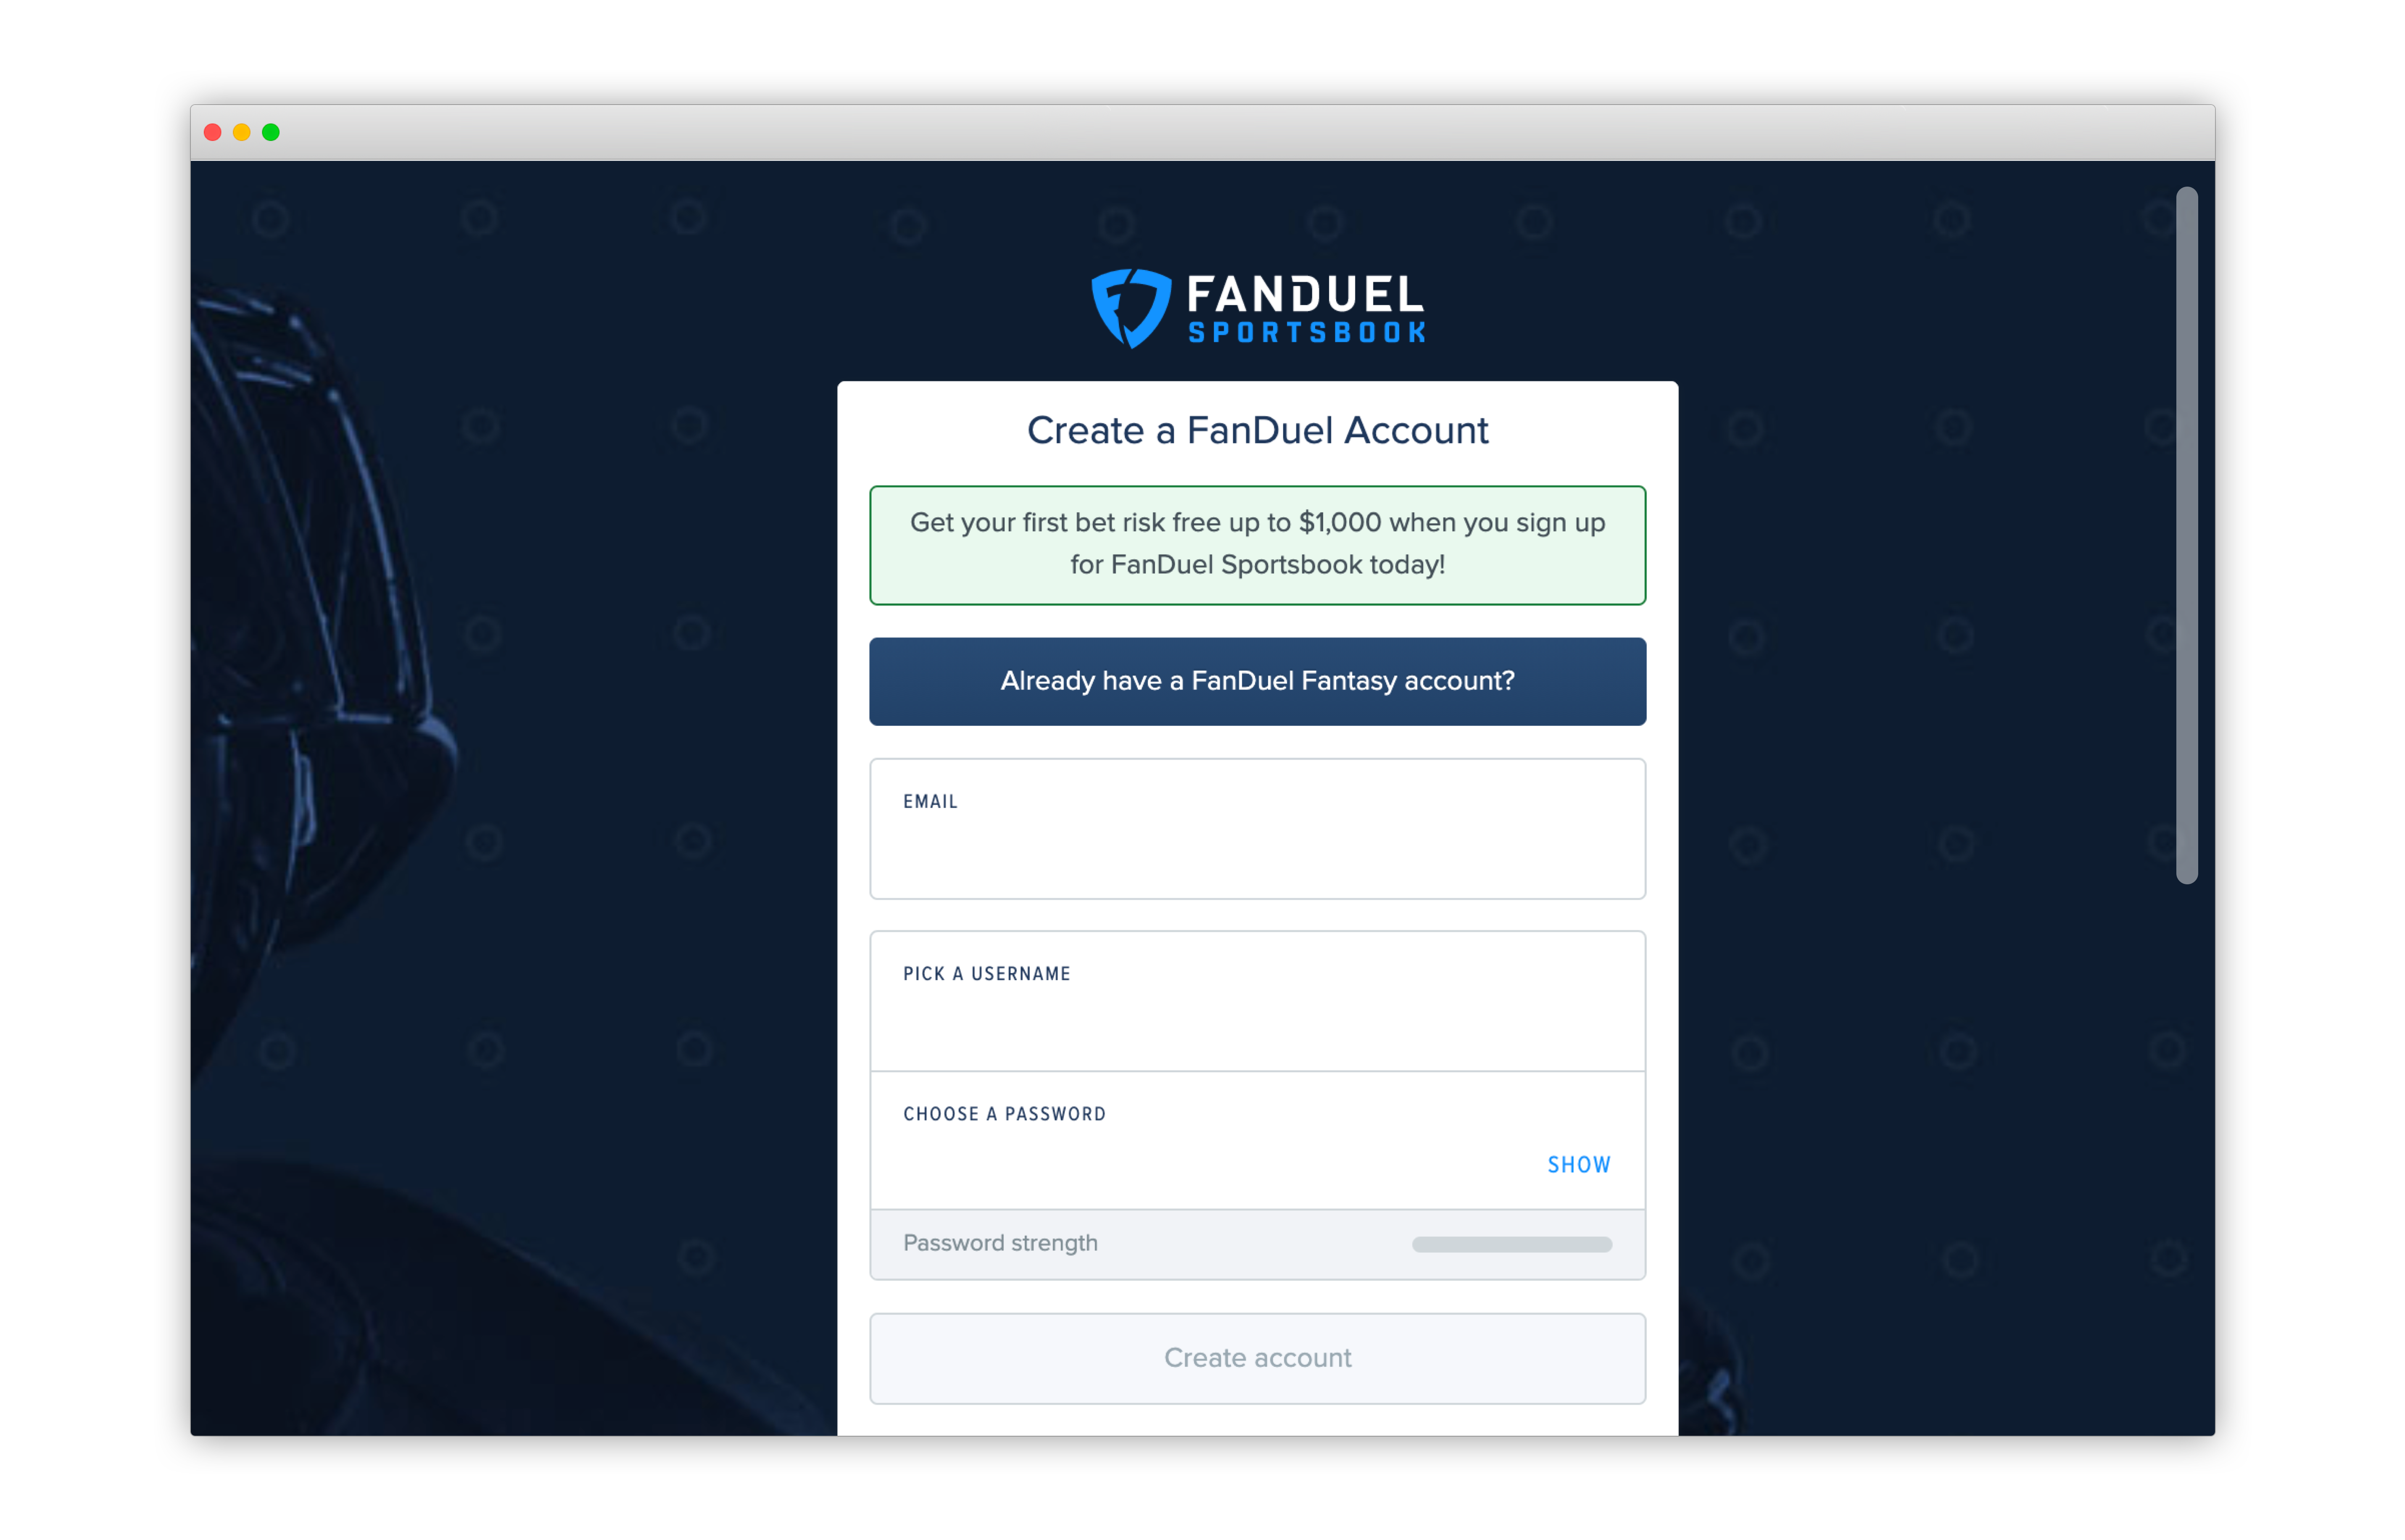 FANDUEL
SPORTSBOOK
Create a FanDuel Account
Get your first bet risk free up to $1,000 when you sign up
for FanDuel Sportsbook today!
Already have a FanDuel Fantasy account?
EMAIL
PICK A USERNAME
CHOOSE A PASSWORD
SHOW
Password strength
Create account